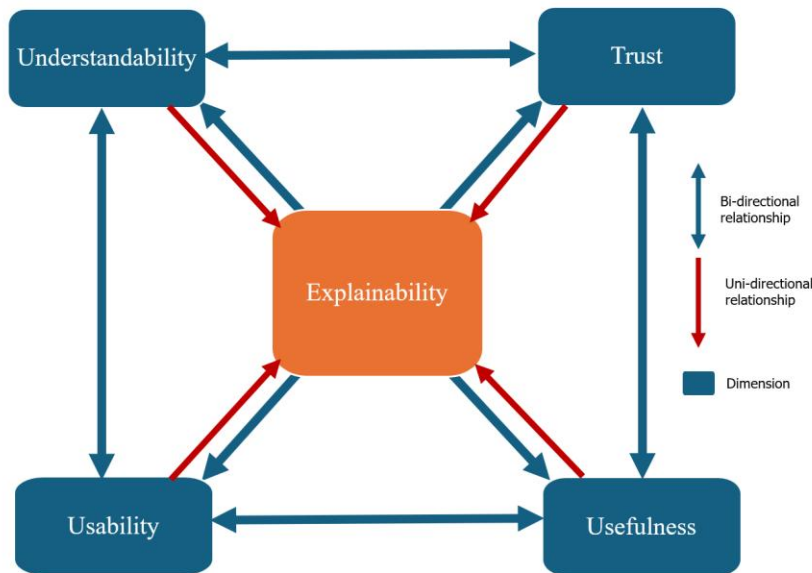 Understandability
Trust
Bi-directional
relationship
Explainability
Uni-directional
relationship
Dimension
Usability
Usefulness